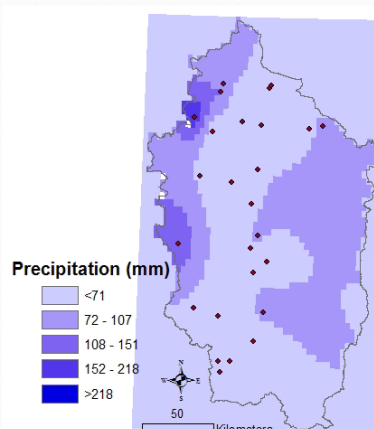 Precipitation (mm)
<71
72 - 107
108 - 151
152 - 218
>218
N
W E
S
50
Kilometers